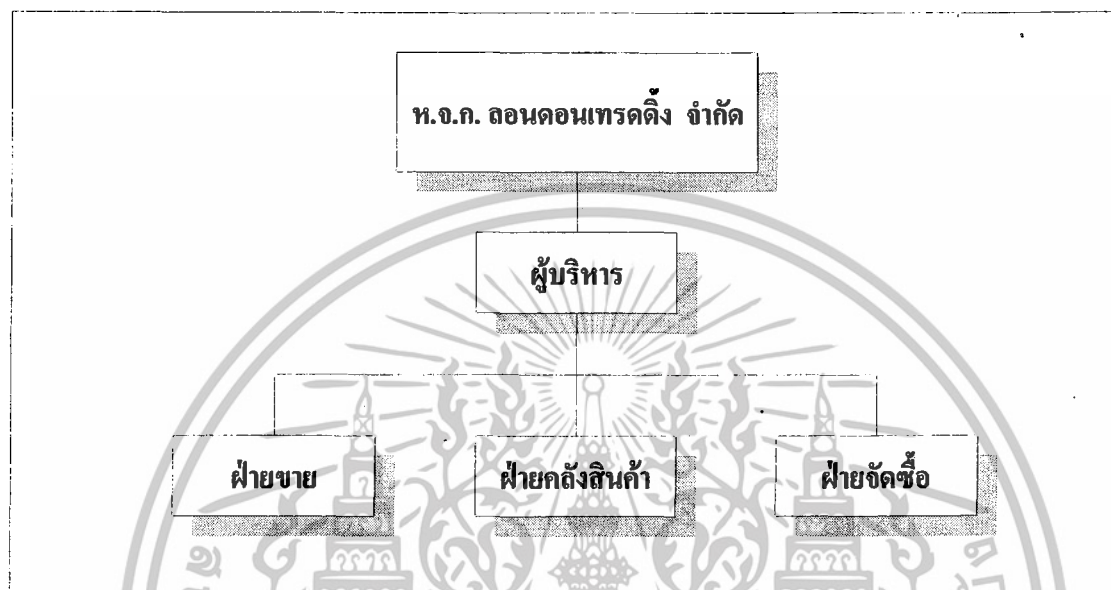 ห.จ.ก. ลอนดอนเทรดดิ้ง จำกัด
ผู้บริหาร
ฝ่ายขาย
ฝ่ายคลังสินค้า
ฝ่ายจัดซื้อ